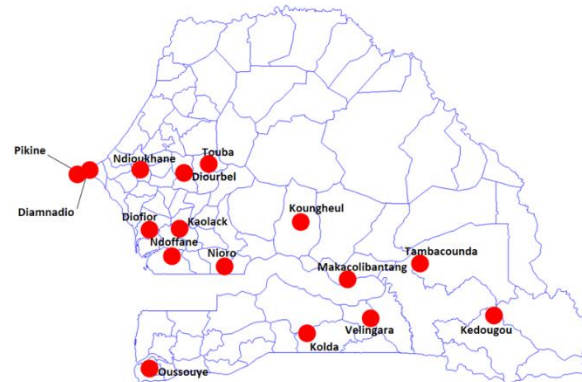 Pikine
Ndioukhane
Touba
Diourbel
Diamnadio
Diofior
Kaolack
Koungheul
Ndoffane
Nioro
Tambacounda
Makacolibantang
Velingara
Kedougou
Kolda
Oussouye